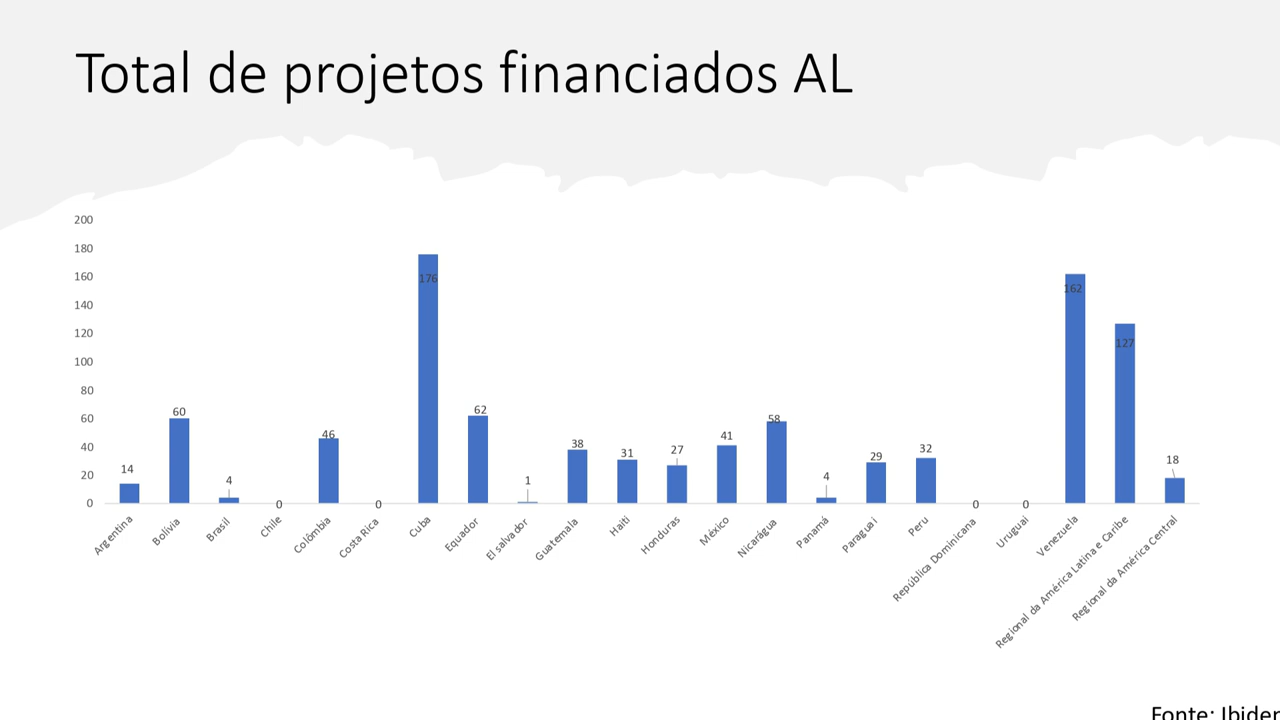 Total de projetos financiados AL
200
180
160
140
120
100
80
60
40
20
0
14
60
4
0
46
0
176
62
1
38
31
27
41
58
4
29
32
0
0
162
127
18
Argentina
Bolívia
Brasil
Chile
Colômbia
Costa Rica
Cuba
Equador
El salvador
Guatemala
Haiti
Honduras
México
Nicarágua
Panamá
Paraguai
Peru
República Dominicana
Uruguai
Venezuela
Regional da América Latina e Caribe
Regional da América Central
Fonte: Ibidem